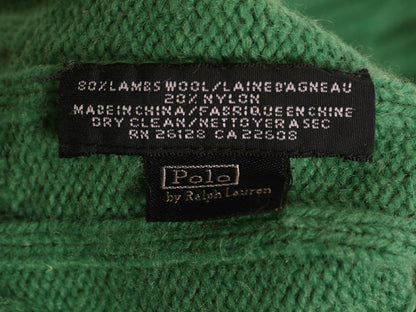 80% LAMBS WOOL/LAINE D'AGNEAU
20% NYLON
MADE IN CHINA/FABRIQUE EN CHINE
DRY CLEAN/NETTOYER A SEC
RN 26128 CA 22608
Polo
by Ralph Lauren